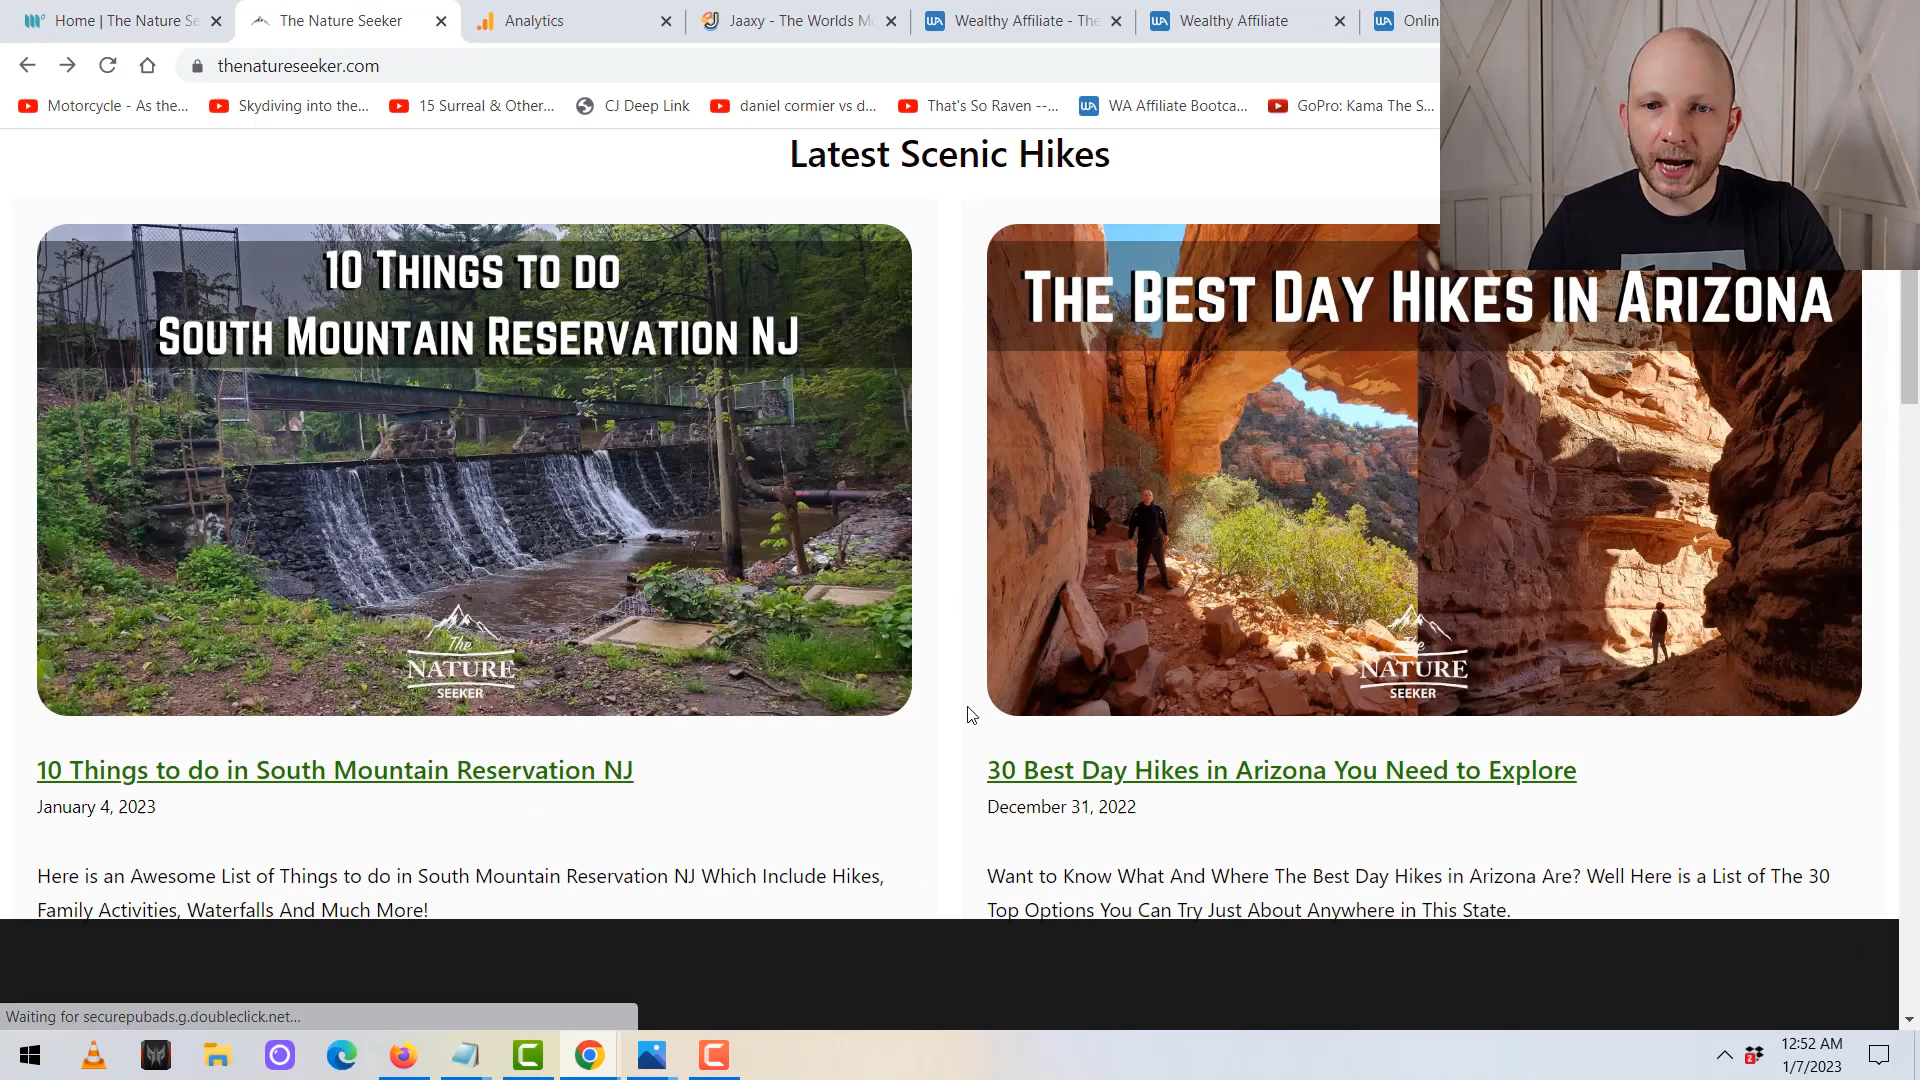 Home | The Nature Se
The Nature Seeker
Analytics
Jaaxy - The Worlds M
Wealthy Affiliate - The
Wealthy Affiliate
Onlin
thenatureseeker.com
Motorcycle - As the...
Skydiving into the...
15 Surreal & Other...
CJ Deep Link
daniel cormier vs d...
That's So Raven --...
WA Affiliate Bootca...
GoPro: Kama The S...
Latest Scenic Hikes
10 Things to do
South Mountain Reservation NJ
The
NATURE
SEEKER
The Best Day Hikes in Arizona
The
NATURE
SEEKER
10 Things to do in South Mountain Reservation NJ
January 4, 2023
Here is an Awesome List of Things to do in South Mountain Reservation NJ Which Include Hikes,
Family Activities, Waterfalls And Much More!
30 Best Day Hikes in Arizona You Need to Explore
December 31, 2022
Want to Know What And Where The Best Day Hikes in Arizona Are? Well Here is a List of The 30
Top Options You Can Try Just About Anywhere in This State.
Waiting for securepubads.g.doubleclick.net...
12:52 AM
1/7/2023